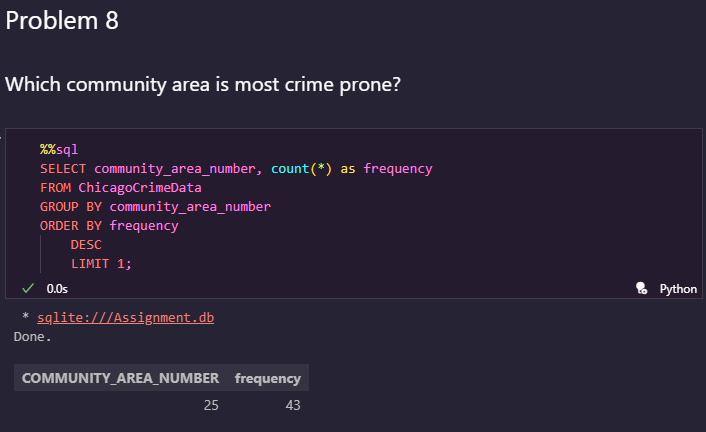 Problem 8
Which community area is most crime prone?
%%sql
SELECT community_area_number, count(*) as frequency
FROM ChicagoCrimeData
GROUP BY community_area_number
ORDER BY frequency
DESC
LIMIT 1;
0.0s Python
* sqlite:///Assignment.db
Done.
COMMUNITY_AREA_NUMBER frequency
25 43